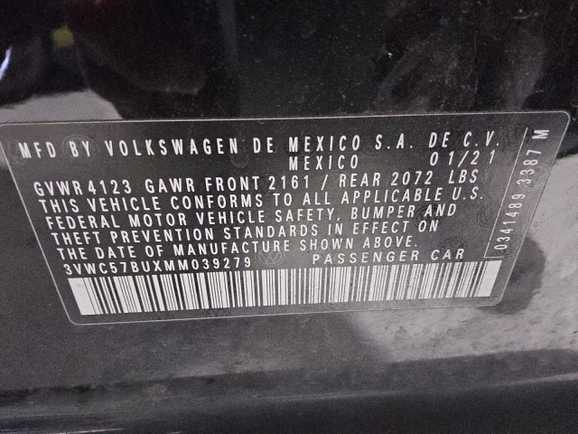 MFD BY VOLKSWAGEN DE MEXICO S.A. DE C.V.
MEXICO 01/21
GVWR 4123 GAWR FRONT 2161 / REAR 2072 LBS
THIS VEHICLE CONFORMS TO ALL APPLICABLE U.S.
FEDERAL MOTOR VEHICLE SAFETY, BUMPER AND
THEFT PREVENTION STANDARDS IN EFFECT ON
THE DATE OF MANUFACTURE SHOWN ABOVE.
3VWC57BUXMM039279 PASSENGER CAR
0341489 3387 M